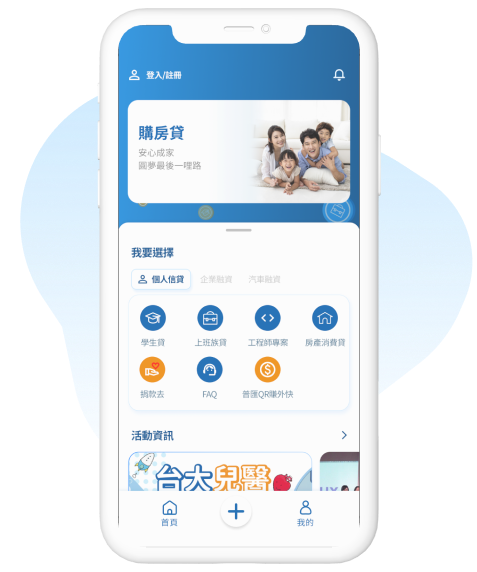 登入/註冊
購房貸
安心成家
圓夢最後一哩路
我要選擇
個人信貸
企業融資
汽車融資
學生貸
上班族貸
工程師專案
房產消費貸
捐款去
FAQ
普匯QR賺外快
活動資訊
台大兒醫
首頁
我的